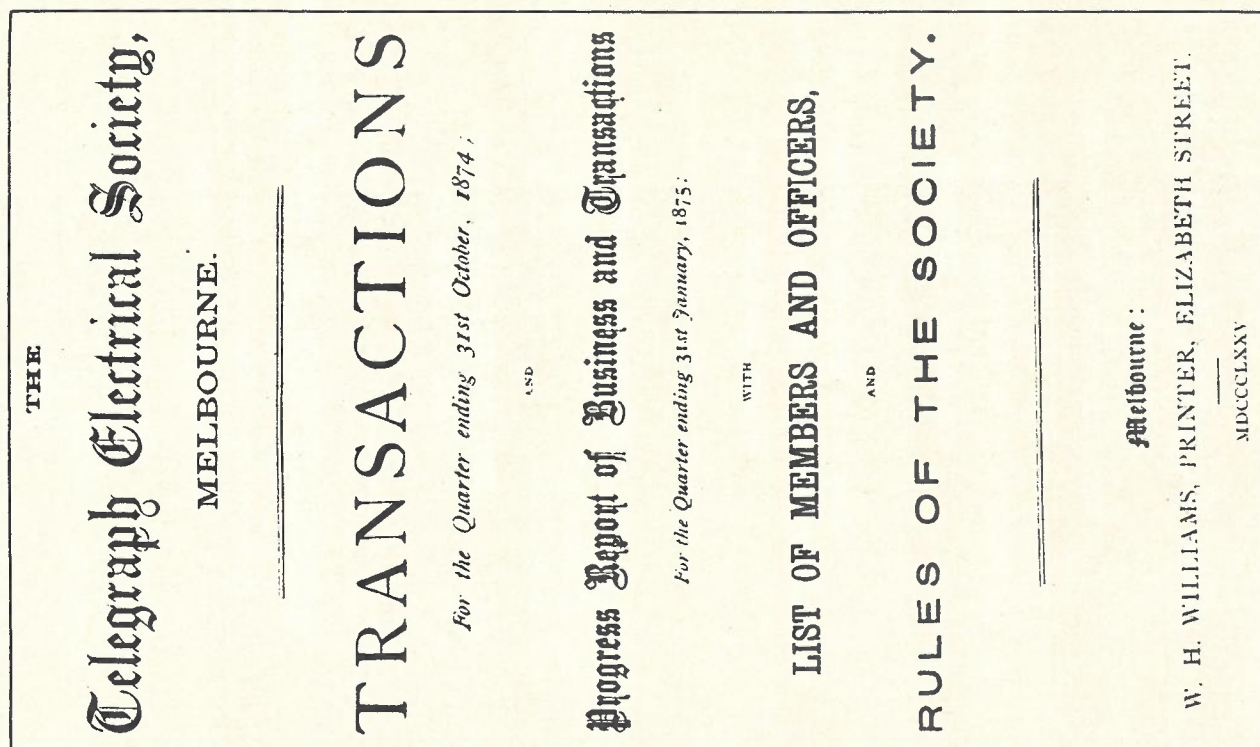 THE
Telegraph Electrical Society,
MELBOURNE.
TRANSACTIONS
For the Quarter ending 31st October, 1874;
AND
Progress Report of Business and Transactions
For the Quarter ending 31st January, 1875:
WITH
LIST OF MEMBERS AND OFFICERS,
AND
RULES OF THE SOCIETY.
Melbourne:
W. H. WILLIAMS, PRINTER, ELIZABETH STREET.
MDCCCLXXV